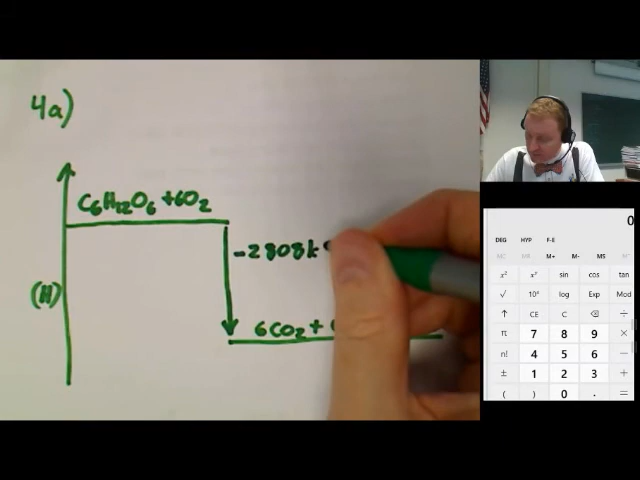 4a)
C₆H₁₂O₆ + 6O₂
-2808k
(H)
6CO₂ +
0
DEG HYP F-E
MC MR M+ M- MS M˅
x² xʸ sin cos tan
√ 10ˣ log Exp Mod
↑ CE C ⌫ ÷
π 7 8 9 ×
n! 4 5 6 −
± 1 2 3 +
( ) 0 . =